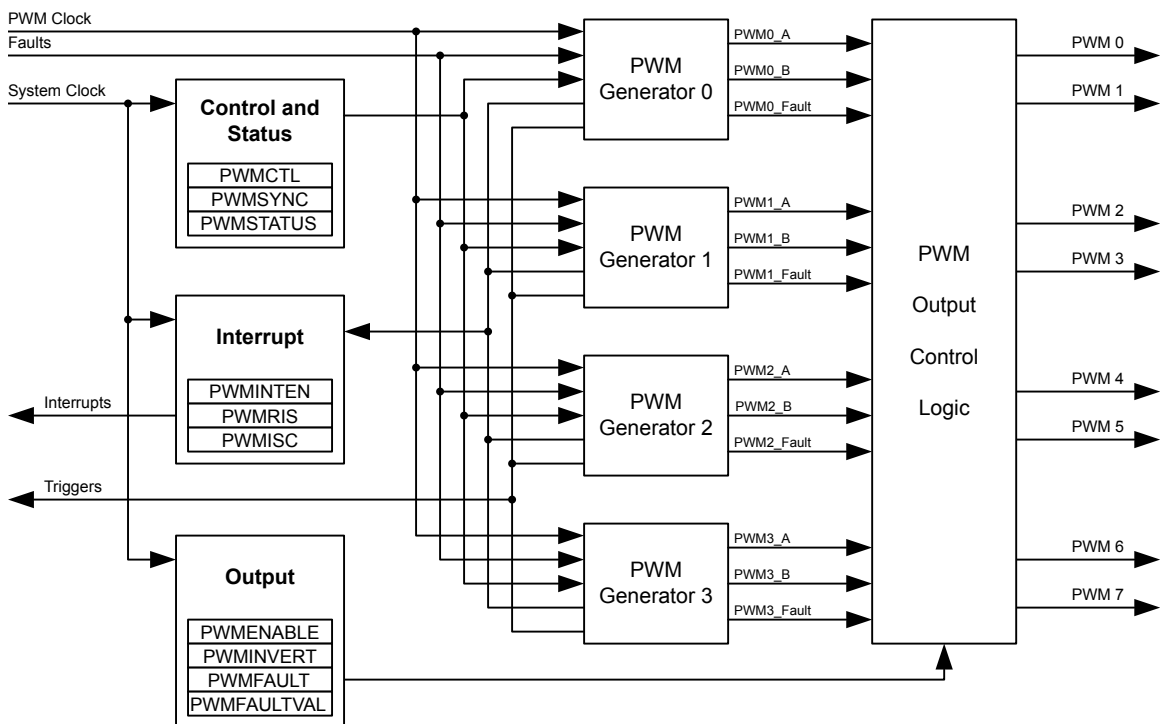 PWM Clock
Faults
System Clock
Control and
Status
PWMCTL
PWMSYNC
PWMSTATUS
Interrupt
PWMINTEN
PWMRIS
PWMISC
Interrupts
Triggers
Output
PWMENABLE
PWMINVERT
PWMFAULT
PWMFAULTVAL
PWM
Generator 0
PWM0_A
PWM0_B
PWM0_Fault
PWM
Generator 1
PWM1_A
PWM1_B
PWM1_Fault
PWM
Generator 2
PWM2_A
PWM2_B
PWM2_Fault
PWM
Generator 3
PWM3_A
PWM3_B
PWM3_Fault
PWM
Output
Control
Logic
PWM 0
PWM 1
PWM 2
PWM 3
PWM 4
PWM 5
PWM 6
PWM 7